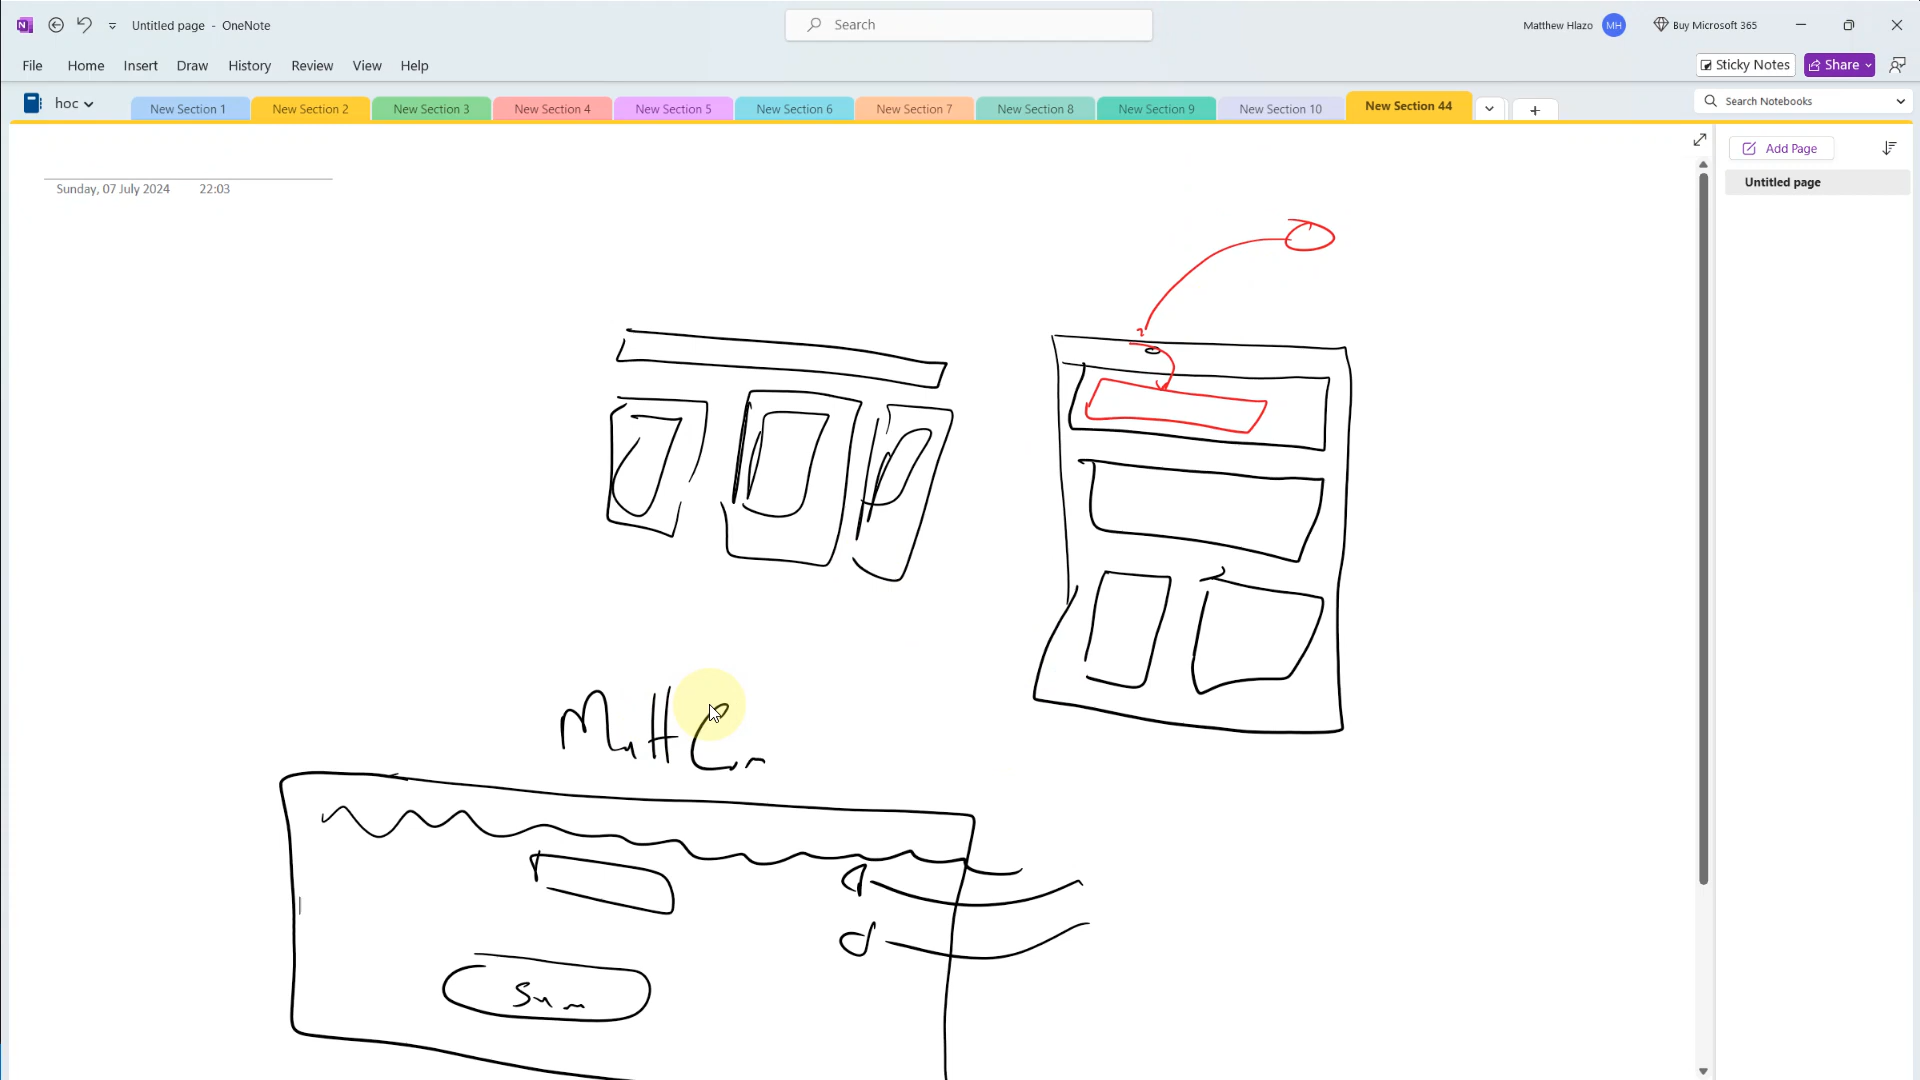 Untitled page - OneNote
Search
Matthew Hlazo
MH
Buy Microsoft 365
File Home Insert Draw History Review View Help
Sticky Notes
Share
hoc
New Section 1
New Section 2
New Section 3
New Section 4
New Section 5
New Section 6
New Section 7
New Section 8
New Section 9
New Section 10
New Section 44
Search Notebooks
Add Page
Untitled page
Sunday, 07 July 2024 22:03